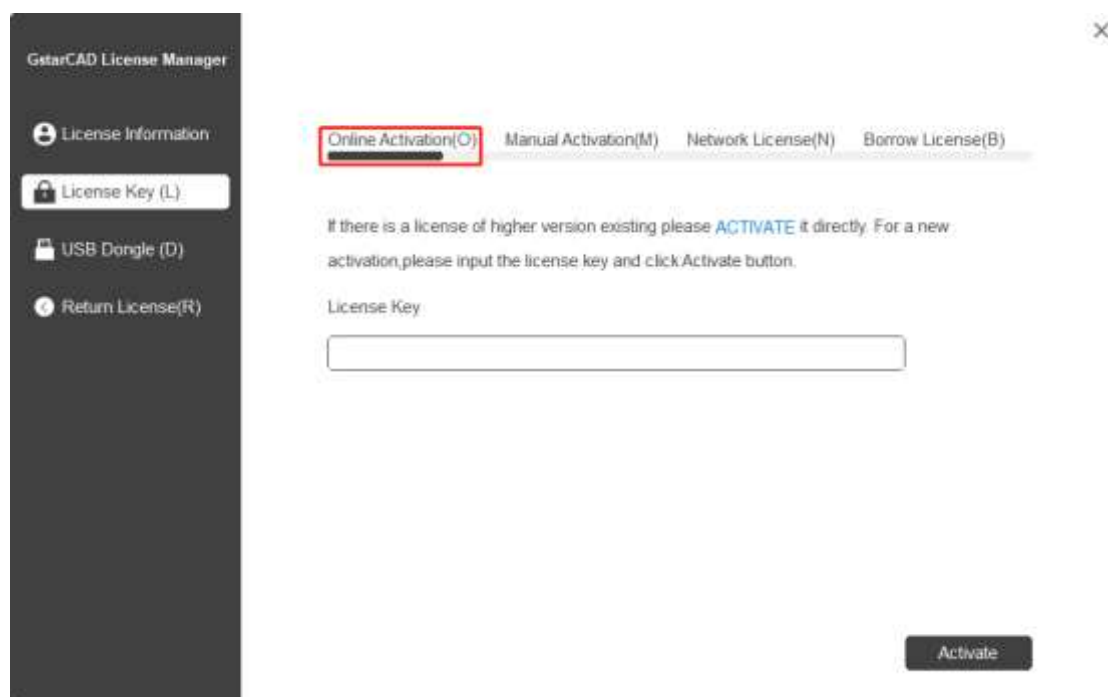 GstarCAD License Manager
License Information
License Key (L)
USB Dongle (D)
Return License(R)
Online Activation(O)
Manual Activation(M)
Network License(N)
Borrow License(B)
If there is a license of higher version existing please ACTIVATE it directly. For a new
activation,please input the license key and click Activate button.
License Key
Activate